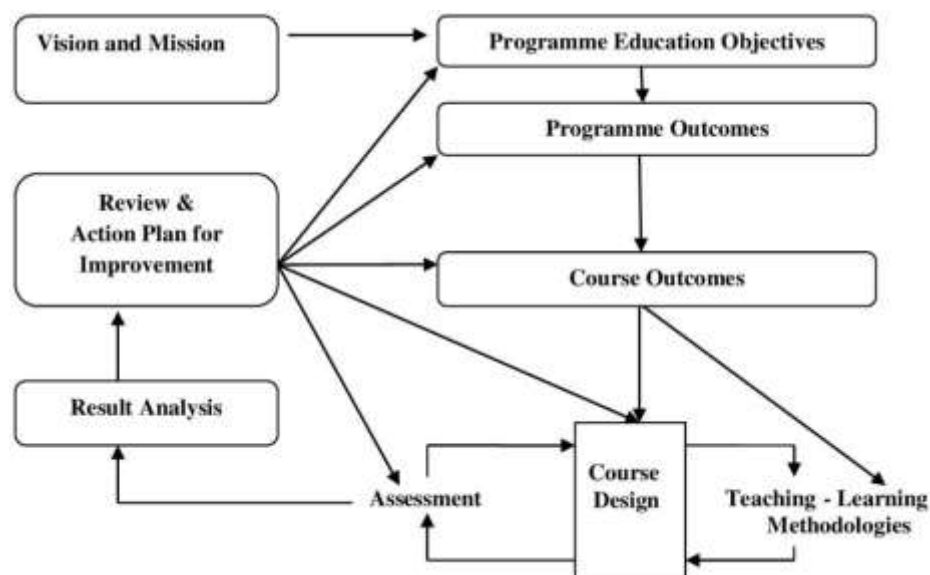 Vision and Mission
Programme Education Objectives
Programme Outcomes
Review &
Action Plan for
Improvement
Course Outcomes
Result Analysis
Assessment
Course
Design
Teaching - Learning
Methodologies